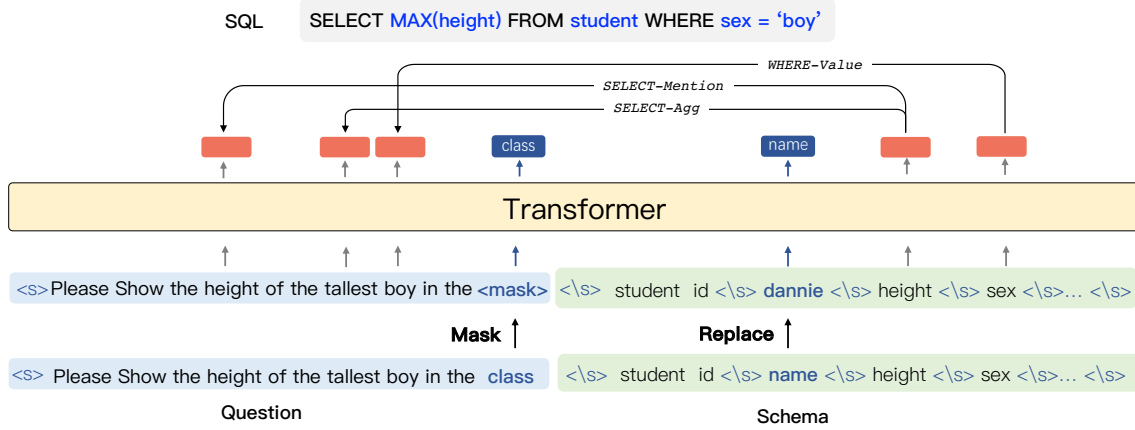 SQL SELECT MAX(height) FROM student WHERE sex = ‘boy’
WHERE-Value
SELECT-Mention
SELECT-Agg
class name
Transformer
<s> Please Show the height of the tallest boy in the <mask> <\s> student id <\s> dannie <\s> height <\s> sex <\s>... <\s>
Mask Replace
<s> Please Show the height of the tallest boy in the class <\s> student id <\s> name <\s> height <\s> sex <\s>... <\s>
Question Schema